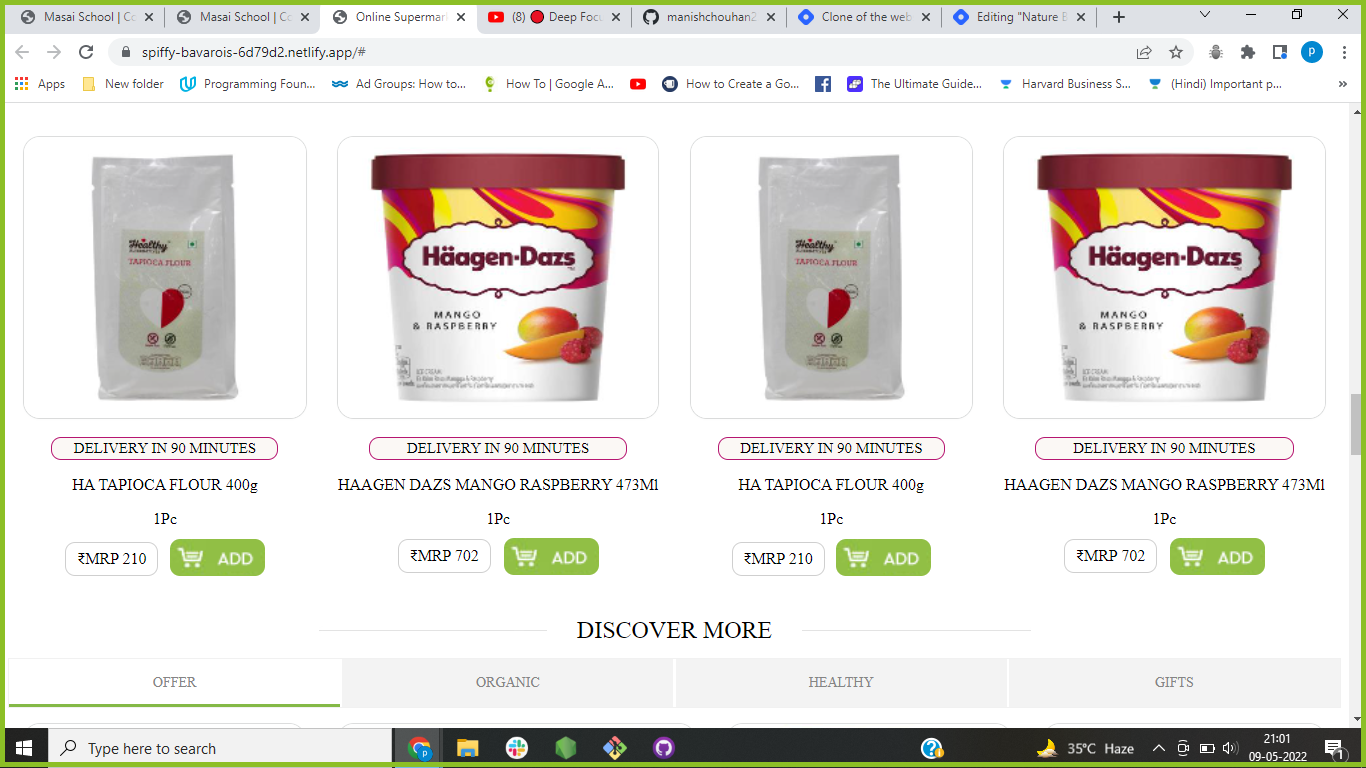 Masai School | Co
Masai School | Co
Online Supermar
(8) 🔴 Deep Focu
manishchouhan2
Clone of the web
Editing "Nature B
spiffy-bavarois-6d79d2.netlify.app/#
P
Apps
New folder
Programming Foun...
Ad Groups: How to...
How To | Google A...
How to Create a Go...
The Ultimate Guide...
Harvard Business S...
(Hindi) Important p...
Healthy
TAPIOCA FLOUR
Häagen-Dazs
MANGO
& RASPBERRY
ICE CREAM
Healthy
TAPIOCA FLOUR
Häagen-Dazs
MANGO
& RASPBERRY
ICE CREAM
DELIVERY IN 90 MINUTES
DELIVERY IN 90 MINUTES
DELIVERY IN 90 MINUTES
DELIVERY IN 90 MINUTES
HA TAPIOCA FLOUR 400g
HAAGEN DAZS MANGO RASPBERRY 473Ml
HA TAPIOCA FLOUR 400g
HAAGEN DAZS MANGO RASPBERRY 473Ml
1Pc
1Pc
1Pc
1Pc
₹MRP 210
ADD
₹MRP 702
ADD
₹MRP 210
ADD
₹MRP 702
ADD
DISCOVER MORE
OFFER
ORGANIC
HEALTHY
GIFTS
Type here to search
35°C Haze
21:01
09-05-2022
1